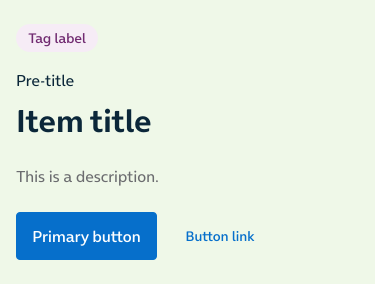 Tag label
Pre-title
Item title
This is a description.
Primary button
Button link